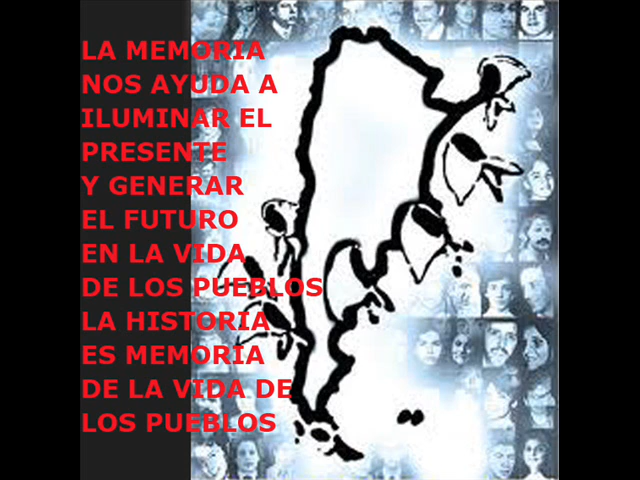 LA MEMORIA
NOS AYUDA A
ILUMINAR EL
PRESENTE
Y GENERAR
EL FUTURO
EN LA VIDA
DE LOS PUEBLOS
LA HISTORIA
ES MEMORIA
DE LA VIDA DE
LOS PUEBLOS